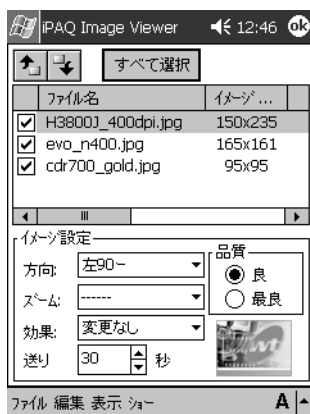 iPAQ Image Viewer 12:46 ok
すべて選択
ファイル名 イメージ ...
H3800J_400dpi.jpg 150x235
evo_n400.jpg 165x161
cdr700_gold.jpg 95x95
イメージ設定
方向: 左90~
品質
良
ズーム: ------
最良
効果: 変更なし
送り 30 秒
ファイル 編集 表示 ショー A